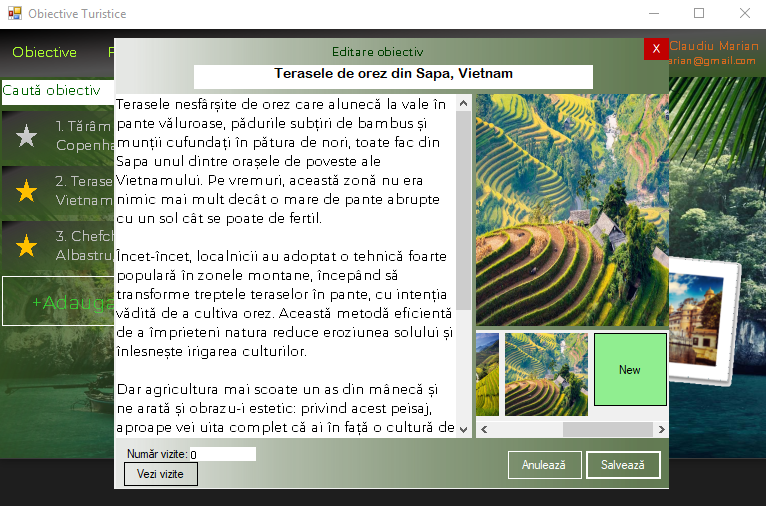 Obiective Turistice
Obiective
Claudiu Marian
arian@gmail.com
Caută obiectiv
1. Tărâm
Copenha
2. Terase
Vietnam
3. Chefch
Albastru,
+Adauga
Editare obiectiv
X
Terasele de orez din Sapa, Vietnam
Terasele nesfârșite de orez care alunecă la vale în
pante văluroase, pădurile subțiri de bambus și
munții cufundați în pătura de nori, toate fac din
Sapa unul dintre orașele de poveste ale
Vietnamului. Pe vremuri, această zonă nu era
nimic mai mult decât o mare de pante abrupte
cu un sol cât se poate de fertil.
Încet-încet, localnicii au adoptat o tehnică foarte
populară în zonele montane, începând să
transforme treptele teraselor în pante, cu intenția
vădită de a cultiva orez. Această metodă eficientă
de a împrieteni natura reduce eroziunea solului și
înlesnește irigarea culturilor.
Dar agricultura mai scoate un as din mânecă și
ne arată și obrazu-i estetic: privind acest peisaj,
aproape vei uita complet că ai în față o cultură de
New
Număr vizite: 0
Vezi vizite
Anulează
Salvează